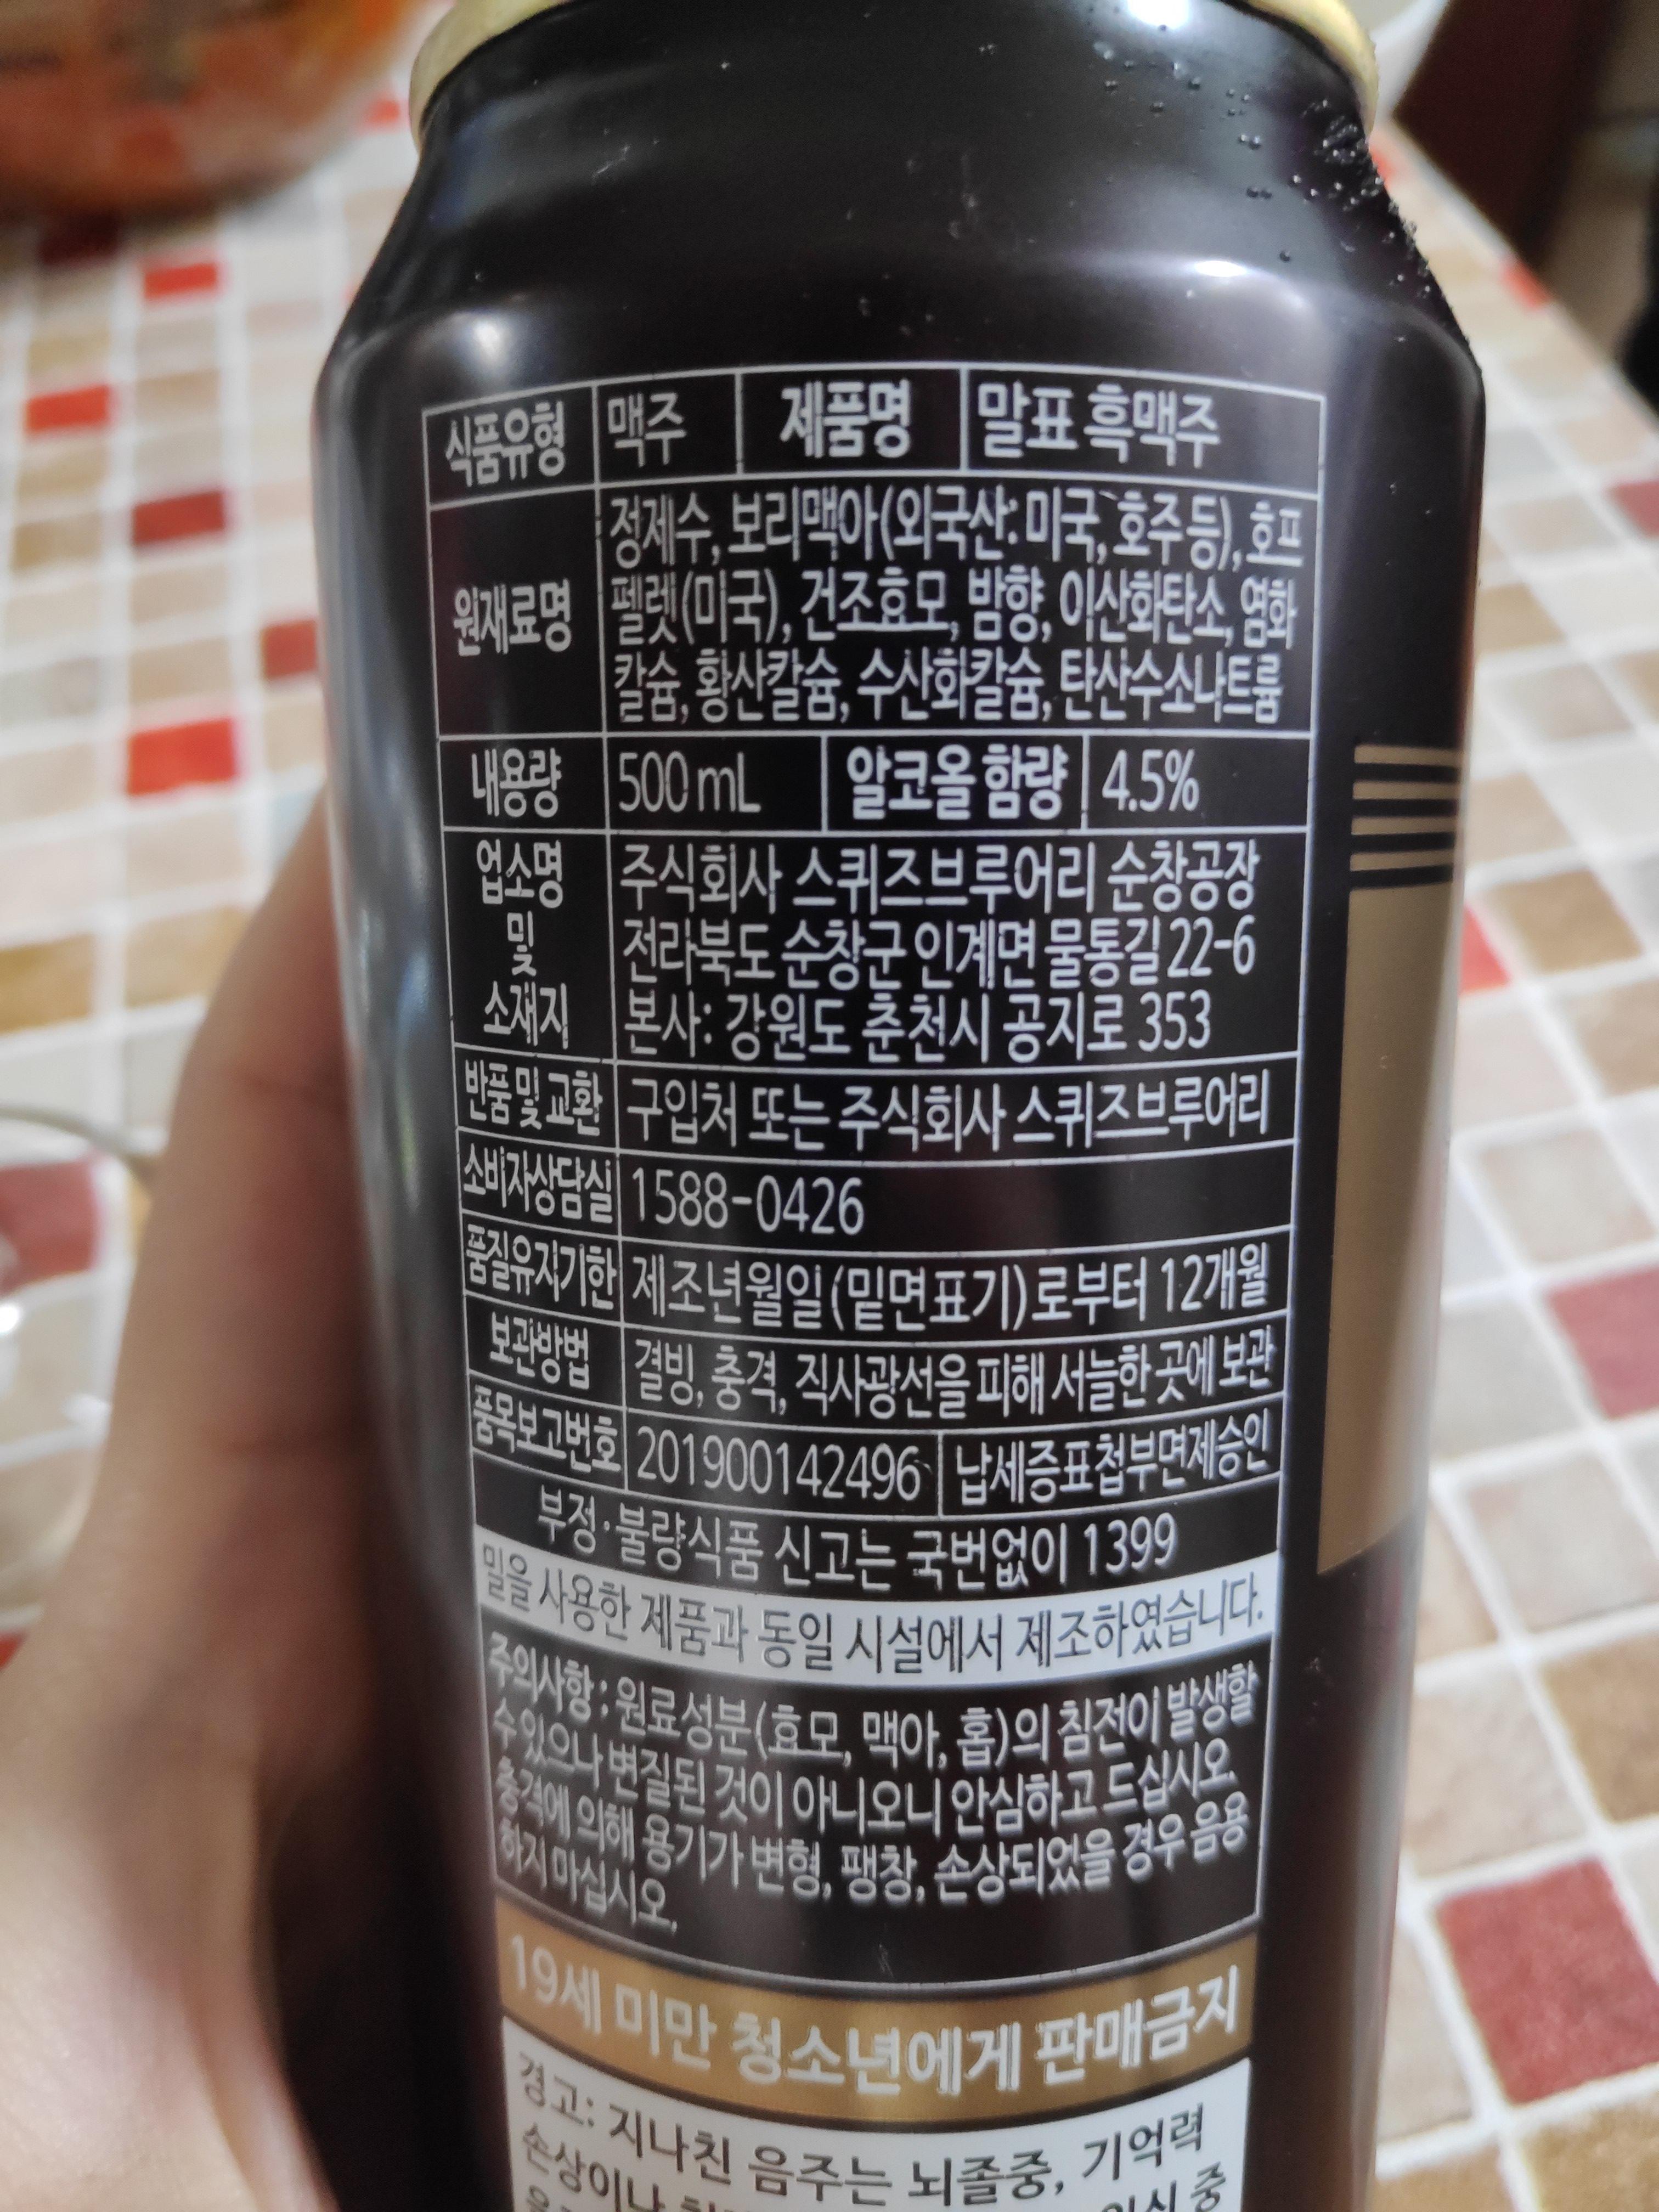 식품유형 맥주 제품명 말표 흑맥주
원재료명
정제수, 보리맥아(외국산: 미국, 호주 등), 호프
펠렛(미국), 건조효모, 밤향, 이산화탄소, 염화
칼슘, 황산칼슘, 수산화칼슘, 탄산수소나트륨
내용량 500mL 알코올 함량 4.5%
업소명
및
소재지
주식회사 스퀴즈브루어리 순창공장
전라북도 순창군 인계면 물통길 22-6
본사: 강원도 춘천시 공지로 353
반품 및 교환 구입처 또는 주식회사 스퀴즈브루어리
소비자상담실 1588-0426
품질유지기한 제조년월일(밑면표기)로부터 12개월
보관방법 결빙, 충격, 직사광선을 피해 서늘한 곳에 보관
품목보고번호 201900142496 납세증표첩부면제승인
부정·불량식품 신고는 국번없이 1399
밀을 사용한 제품과 동일 시설에서 제조하였습니다.
주의사항 : 원료성분(효모, 맥아, 홉)의 침전이 발생할
수 있으나 변질된 것이 아니오니 안심하고 드십시오.
충격에 의해 용기가 변형, 팽창, 손상되었을 경우 음용
하지 마십시오.
19세 미만 청소년에게 판매금지
경고: 지나친 음주는 뇌졸중, 기억력
손상이나